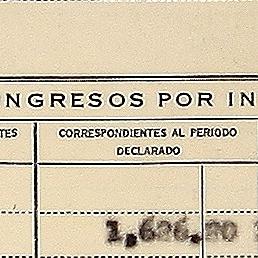 NGRESOS POR IN
TES
CORRESPONDIENTES AL PERIODO
DECLARADO